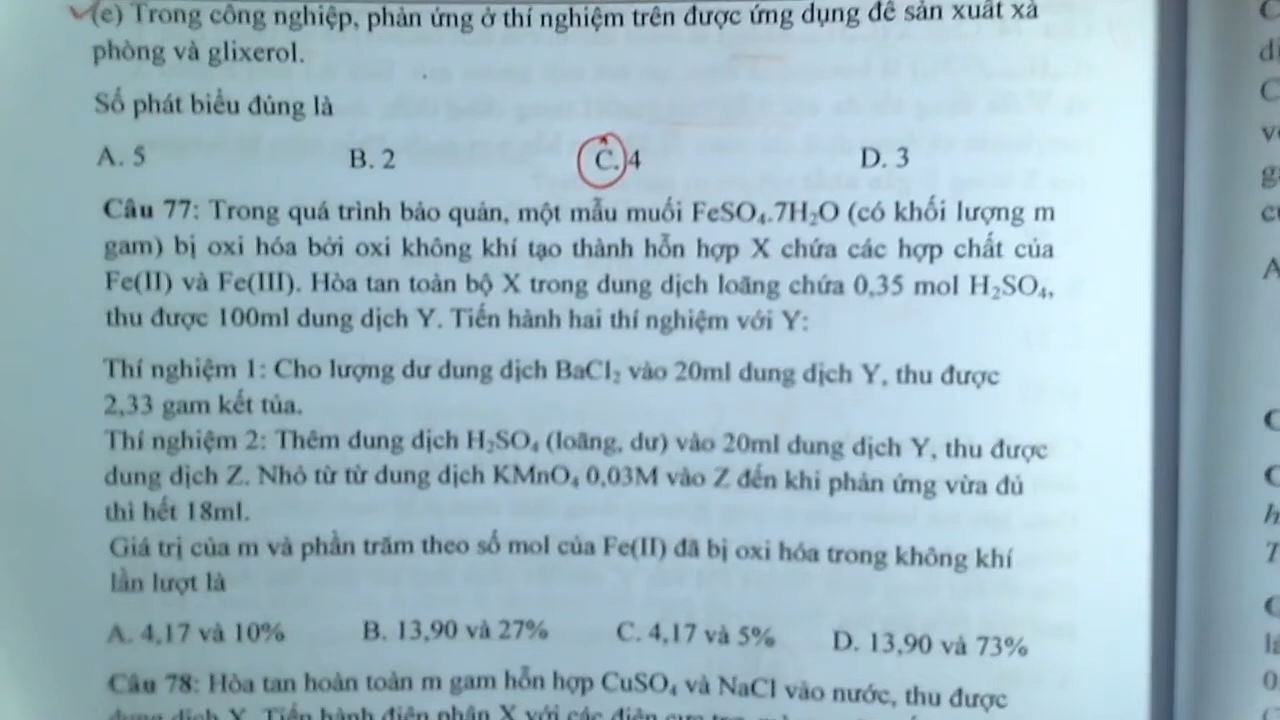 (e) Trong công nghiệp, phản ứng ở thí nghiệm trên được ứng dụng để sản xuất xà
phòng và glixerol.
Số phát biểu đúng là
A. 5 B. 2 C. 4 D. 3
Câu 77: Trong quá trình bảo quản, một mẫu muối FeSO₄.7H₂O (có khối lượng m
gam) bị oxi hóa bởi oxi không khí tạo thành hỗn hợp X chứa các hợp chất của
Fe(II) và Fe(III). Hòa tan toàn bộ X trong dung dịch loãng chứa 0,35 mol H₂SO₄,
thu được 100ml dung dịch Y. Tiến hành hai thí nghiệm với Y:
Thí nghiệm 1: Cho lượng dư dung dịch BaCl₂ vào 20ml dung dịch Y, thu được
2,33 gam kết tủa.
Thí nghiệm 2: Thêm dung dịch H₂SO₄ (loãng, dư) vào 20ml dung dịch Y, thu được
dung dịch Z. Nhỏ từ từ dung dịch KMnO₄ 0,03M vào Z đến khi phản ứng vừa đủ
thì hết 18ml.
Giá trị của m và phần trăm theo số mol của Fe(II) đã bị oxi hóa trong không khí
lần lượt là
A. 4,17 và 10% B. 13,90 và 27% C. 4,17 và 5% D. 13,90 và 73%
Câu 78: Hòa tan hoàn toàn m gam hỗn hợp CuSO₄ và NaCl vào nước, thu được
dung dịch X. Tiến hành điện phân X với các điện cực